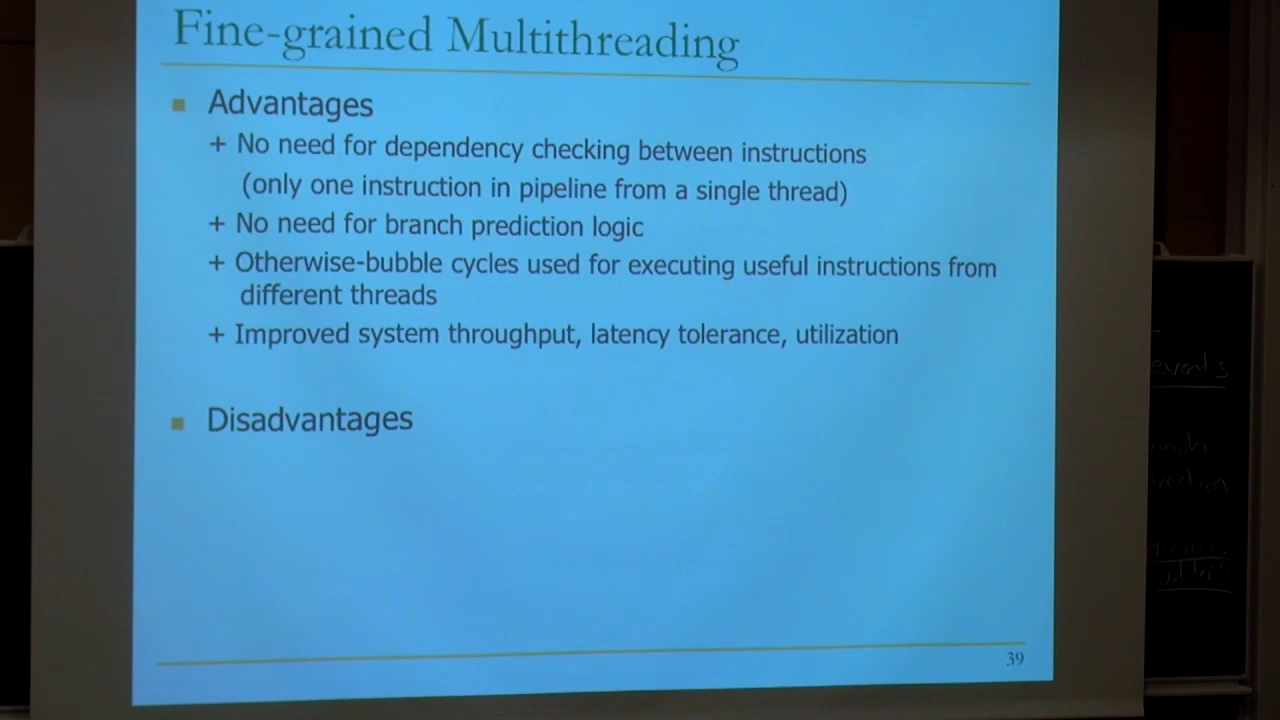 Fine-grained Multithreading
■ Advantages
+ No need for dependency checking between instructions
(only one instruction in pipeline from a single thread)
+ No need for branch prediction logic
+ Otherwise-bubble cycles used for executing useful instructions from
different threads
+ Improved system throughput, latency tolerance, utilization
■ Disadvantages
39
events